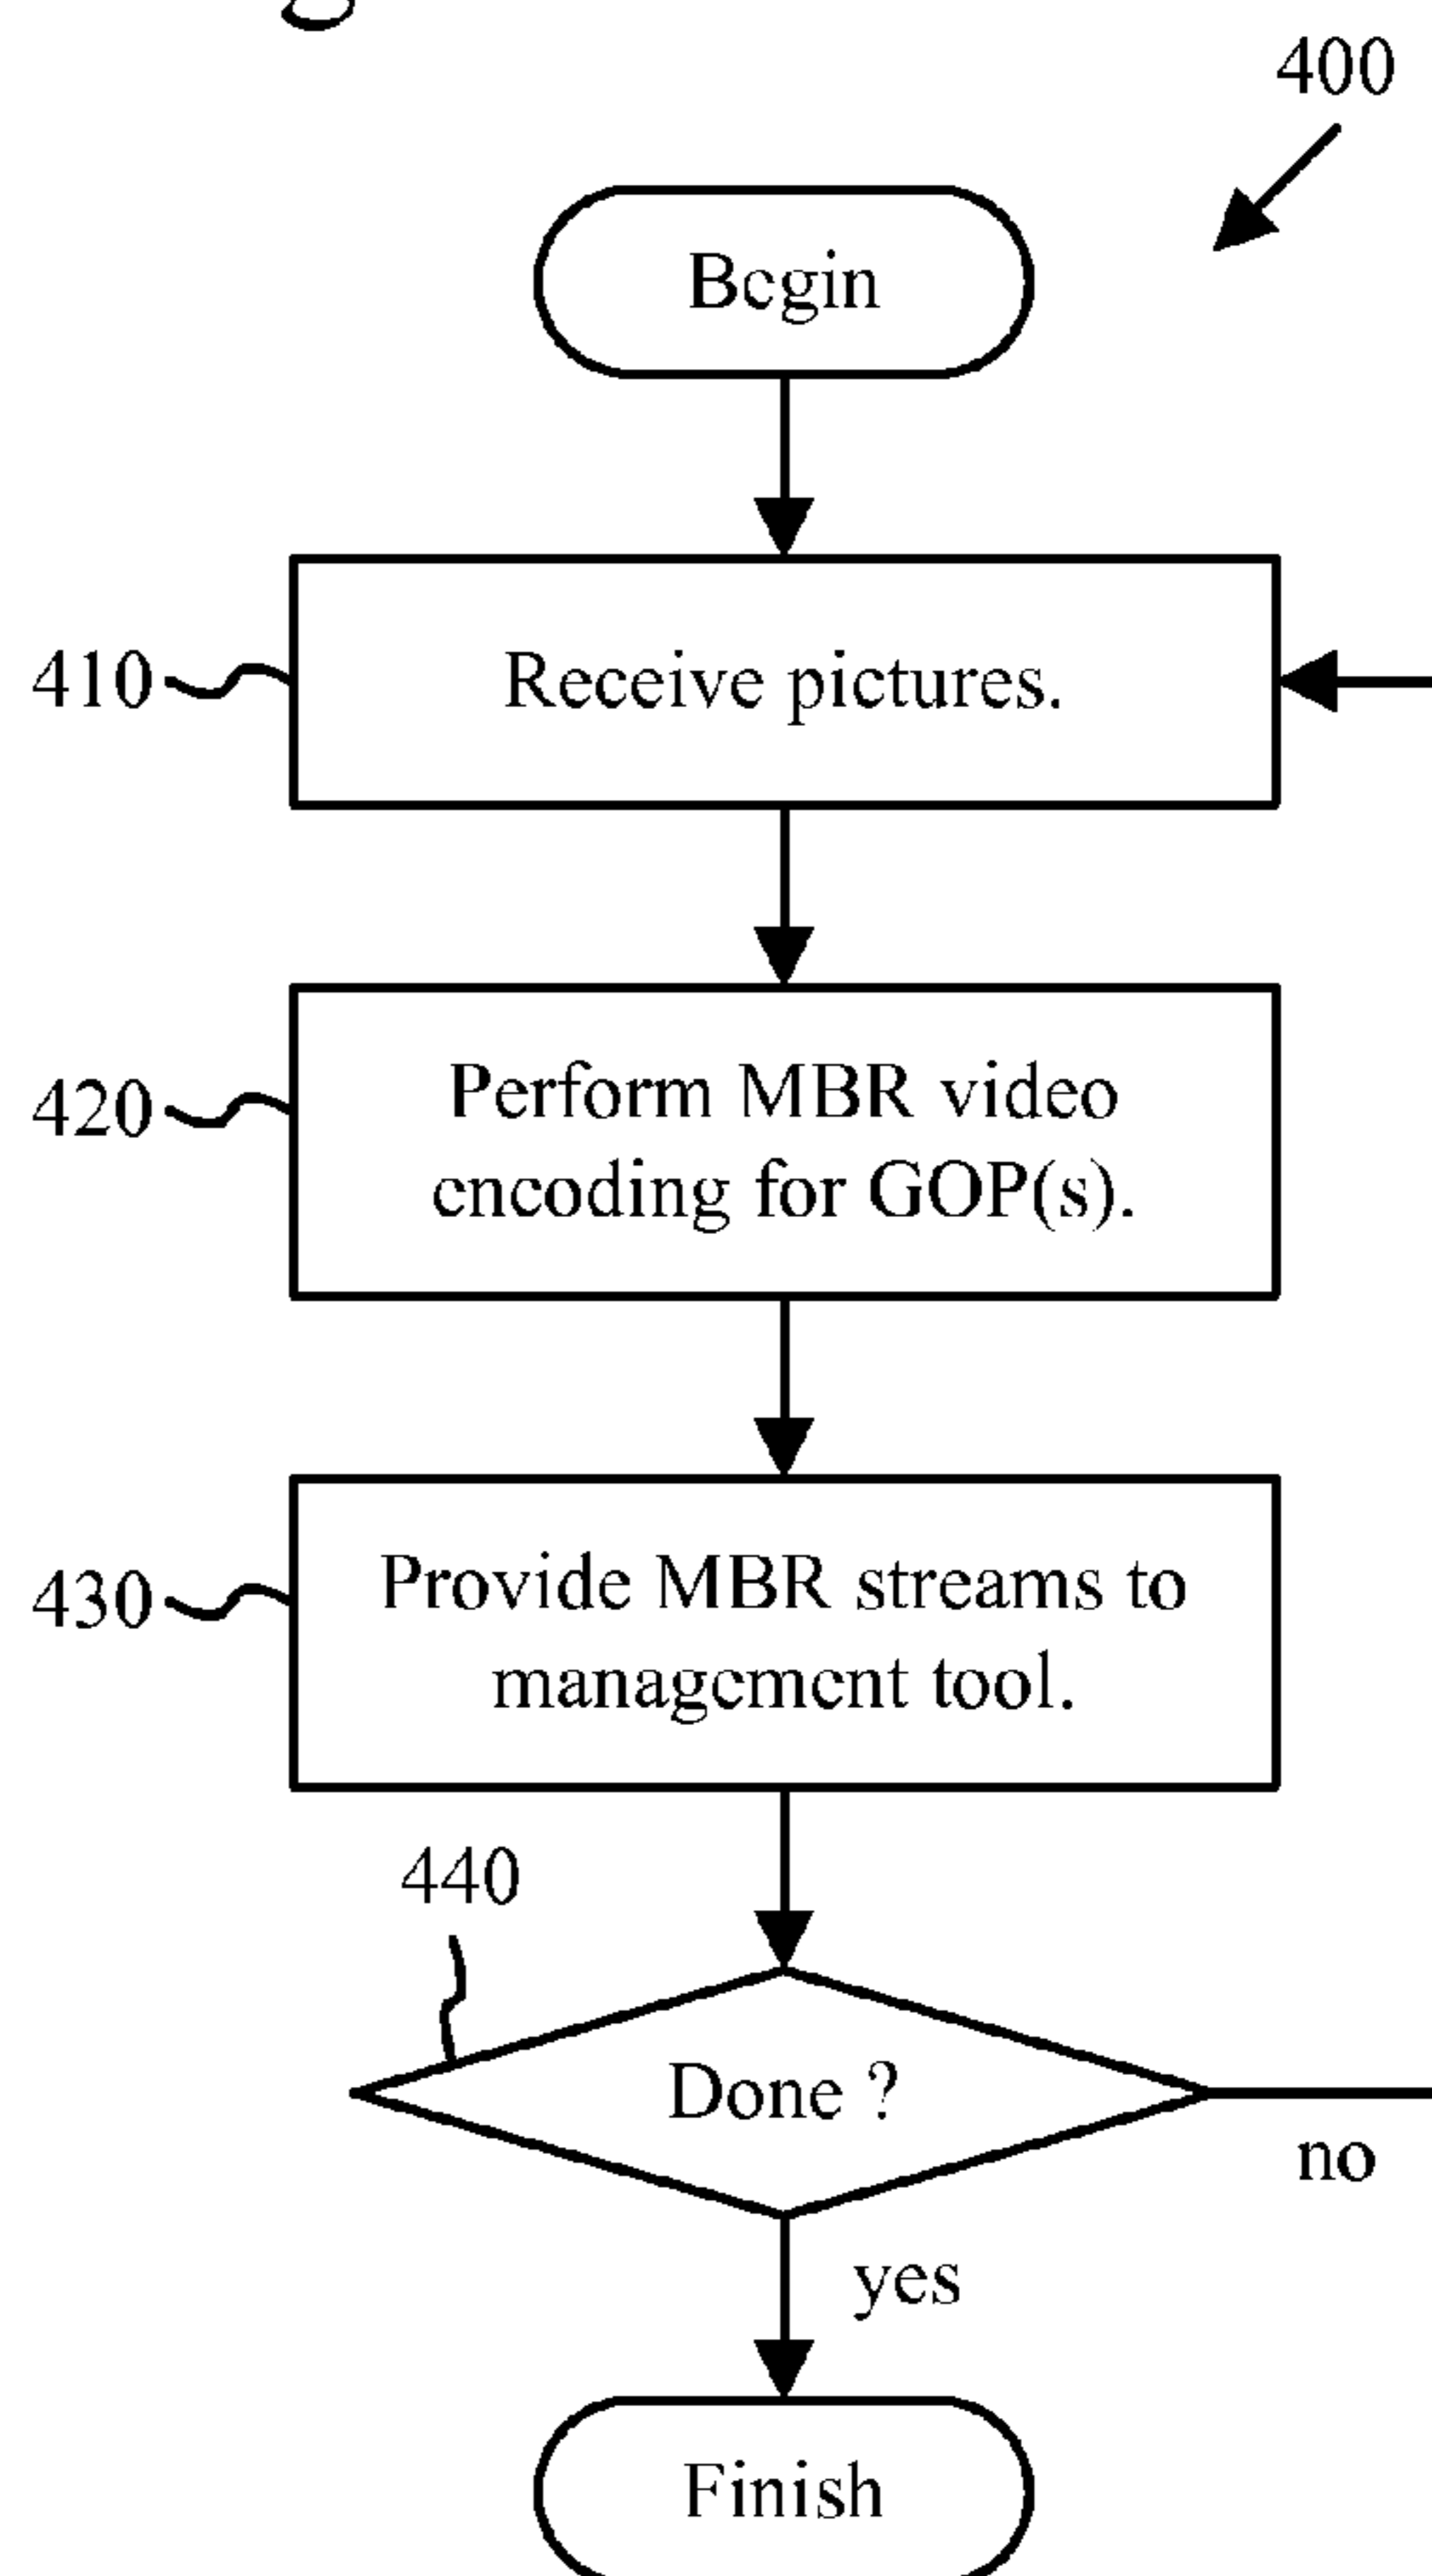 400
Begin
410
Receive pictures.
420
Perform MBR video
encoding for GOP(s).
430
Provide MBR streams to
management tool.
440
Done ?
no
yes
Finish